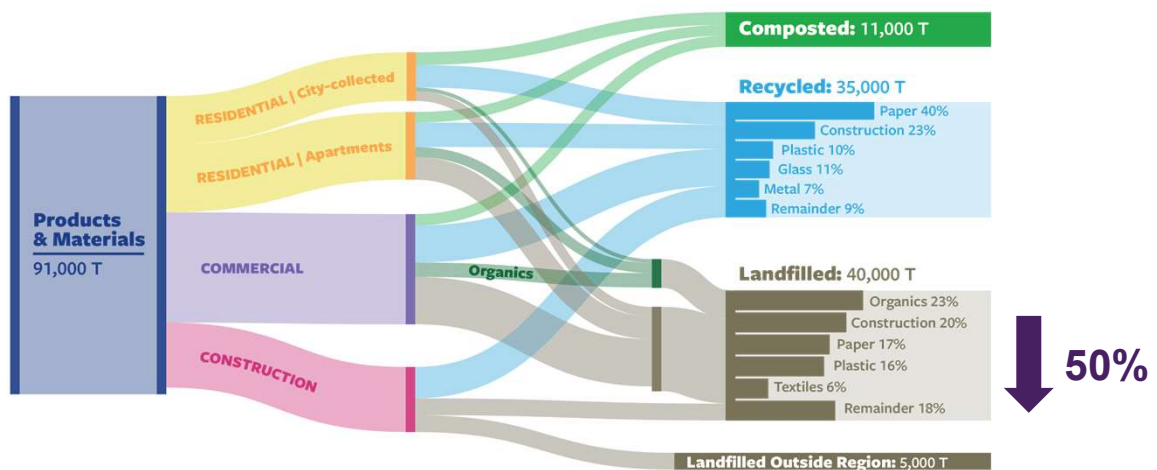 Products
& Materials
91,000 T
RESIDENTIAL | City-collected
RESIDENTIAL | Apartments
COMMERCIAL
CONSTRUCTION
Organics
Composted: 11,000 T
Recycled: 35,000 T
Paper 40%
Construction 23%
Plastic 10%
Glass 11%
Metal 7%
Remainder 9%
Landfilled: 40,000 T
Organics 23%
Construction 20%
Paper 17%
Plastic 16%
Textiles 6%
Remainder 18%
Landfilled Outside Region: 5,000 T
50%